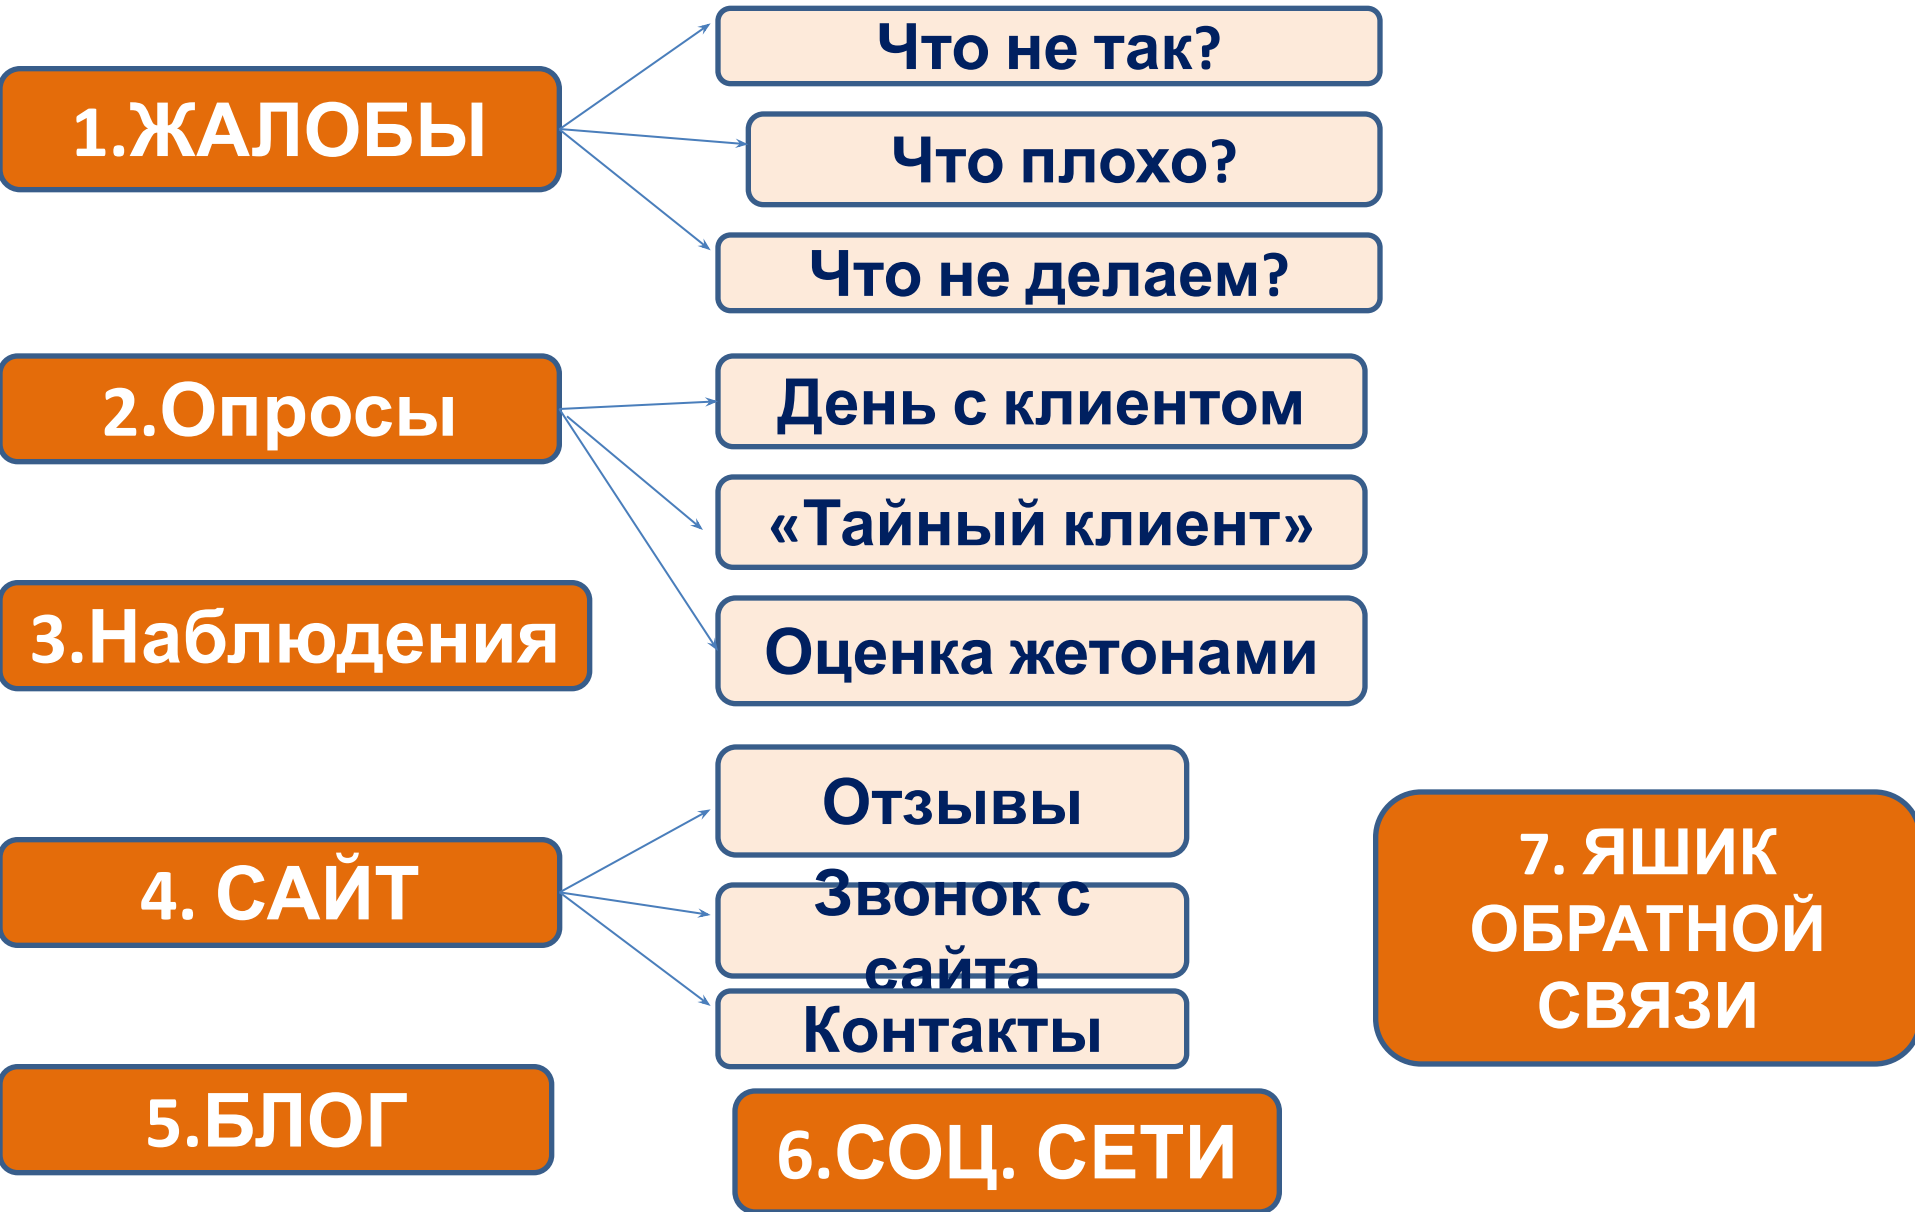 1.ЖАЛОБЫ
Что не так?
Что плохо?
Что не делаем?
2.Опросы
День с клиентом
«Тайный клиент»
Оценка жетонами
3.Наблюдения
4. САЙТ
Отзывы
Звонок с
сайта
Контакты
5.БЛОГ
6.СОЦ. СЕТИ
7. ЯШИК
ОБРАТНОЙ
СВЯЗИ